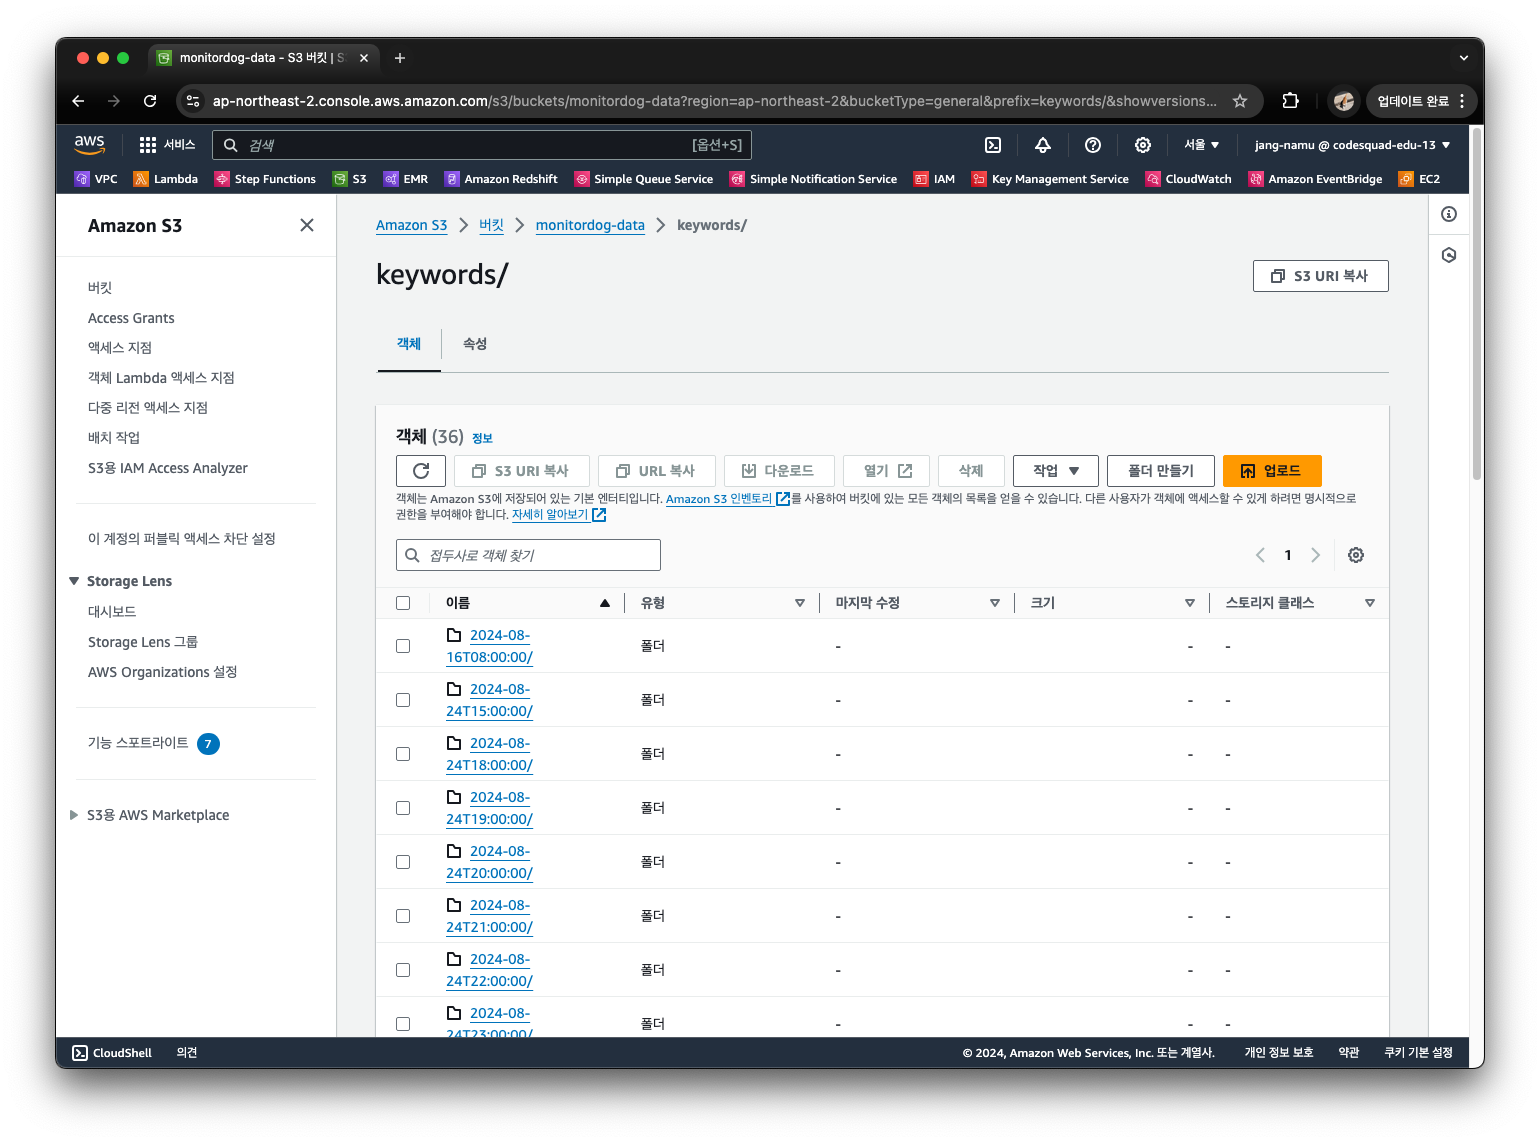 monitordog-data - S3 버킷 | S
ap-northeast-2.console.aws.amazon.com/s3/buckets/monitordog-data?region=ap-northeast-2&bucketType=general&prefix=keywords/&showversions...
업데이트 완료
aws
서비스
검색
[옵션+S]
서울
jang-namu @ codesquad-edu-13
VPC
Lambda
Step Functions
S3
EMR
Amazon Redshift
Simple Queue Service
Simple Notification Service
IAM
Key Management Service
CloudWatch
Amazon EventBridge
EC2
Amazon S3
버킷
Access Grants
액세스 지점
객체 Lambda 액세스 지점
다중 리전 액세스 지점
배치 작업
S3용 IAM Access Analyzer
이 계정의 퍼블릭 액세스 차단 설정
Storage Lens
대시보드
Storage Lens 그룹
AWS Organizations 설정
기능 스포트라이트 7
S3용 AWS Marketplace
Amazon S3 > 버킷 > monitordog-data > keywords/
keywords/
S3 URI 복사
객체
속성
객체 (36) 정보
S3 URI 복사
URL 복사
다운로드
열기
삭제
작업
폴더 만들기
업로드
객체는 Amazon S3에 저장되어 있는 기본 엔터티입니다. Amazon S3 인벤토리를 사용하여 버킷에 있는 모든 객체의 목록을 얻을 수 있습니다. 다른 사용자가 객체에 액세스할 수 있게 하려면 명시적으로
권한을 부여해야 합니다. 자세히 알아보기
접두사로 객체 찾기
1
이름 유형 마지막 수정 크기 스토리지 클래스
2024-08-
16T08:00:00/ 폴더 - - -
2024-08-
24T15:00:00/ 폴더 - - -
2024-08-
24T18:00:00/ 폴더 - - -
2024-08-
24T19:00:00/ 폴더 - - -
2024-08-
24T20:00:00/ 폴더 - - -
2024-08-
24T21:00:00/ 폴더 - - -
2024-08-
24T22:00:00/ 폴더 - - -
2024-08-
24T23:00:00/ 폴더 - - -
CloudShell
의견
© 2024, Amazon Web Services, Inc. 또는 계열사.
개인 정보 보호
약관
쿠키 기본 설정